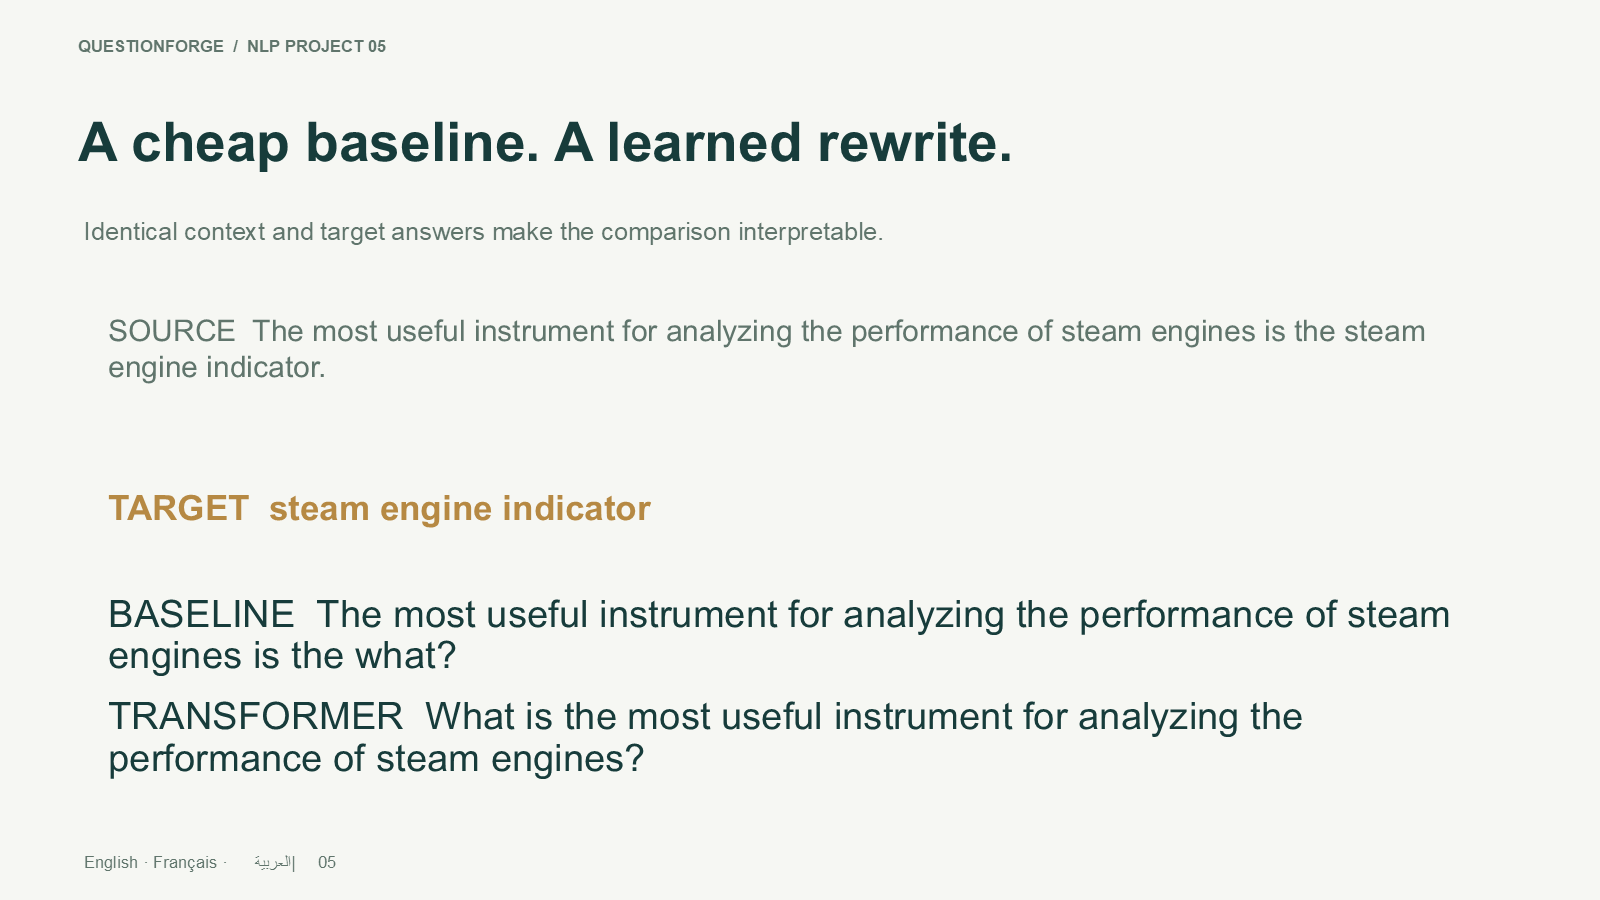 QUESTIONFORGE / NLP PROJECT 05
A cheap baseline. A learned rewrite.
Identical context and target answers make the comparison interpretable.
SOURCE The most useful instrument for analyzing the performance of steam engines is the steam
engine indicator.
TARGET steam engine indicator
BASELINE The most useful instrument for analyzing the performance of steam
engines is the what?
TRANSFORMER What is the most useful instrument for analyzing the
performance of steam engines?
English · Français · العربية | 05